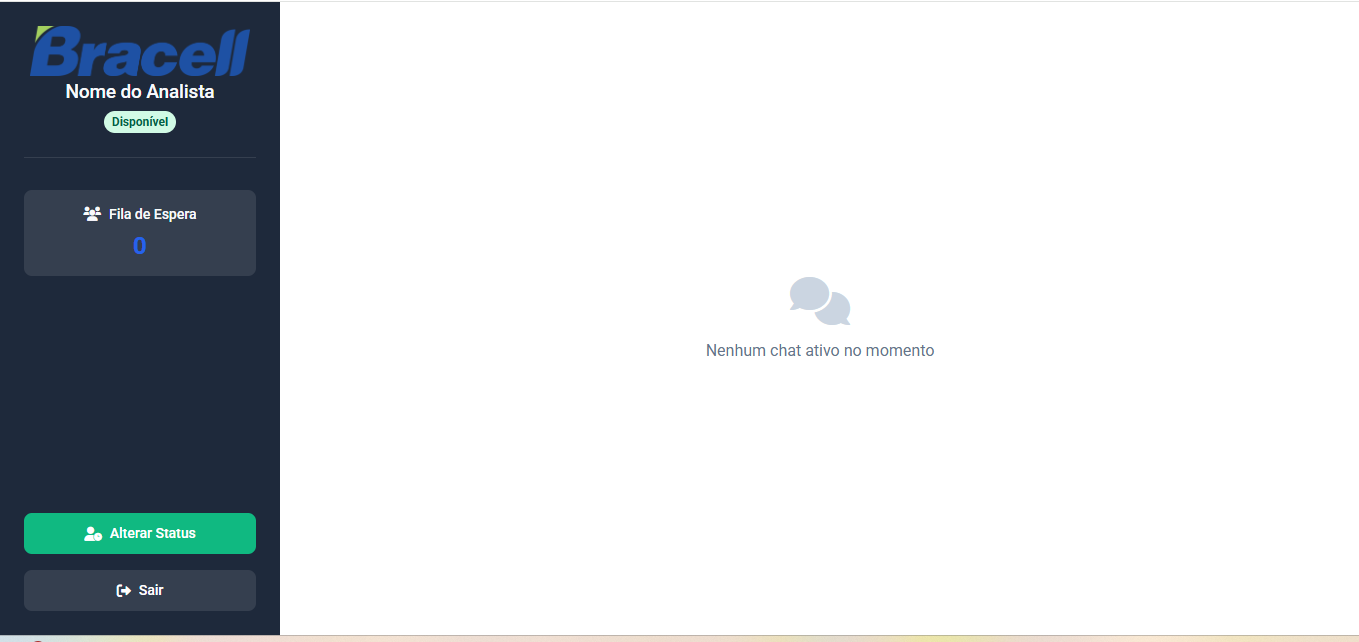 Bracell
Nome do Analista
Disponível
Fila de Espera
0
Nenhum chat ativo no momento
Alterar Status
Sair